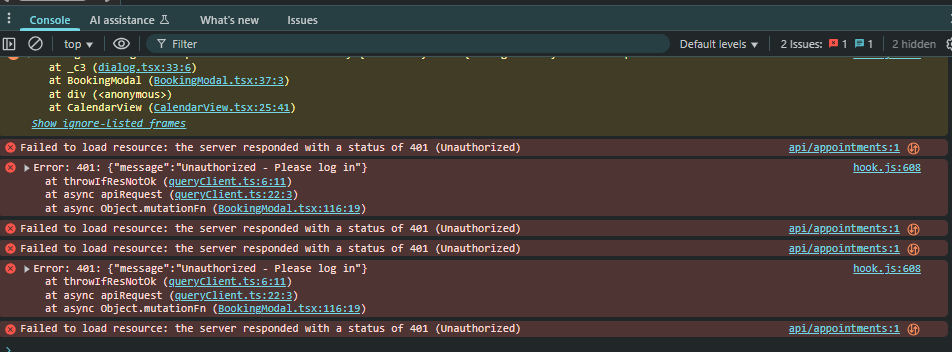 Console AI assistance What's new Issues
top Filter Default levels 2 Issues: 1 1 2 hidden
at _c3 (dialog.tsx:33:6)
at BookingModal (BookingModal.tsx:37:3)
at div (<anonymous>)
at CalendarView (CalendarView.tsx:25:41)
Show ignore-listed frames
Failed to load resource: the server responded with a status of 401 (Unauthorized) api/appointments:1
Error: 401: {"message":"Unauthorized - Please log in"} hook.js:608
at throwIfResNotOk (queryClient.ts:6:11)
at async apiRequest (queryClient.ts:22:3)
at async Object.mutationFn (BookingModal.tsx:116:19)
Failed to load resource: the server responded with a status of 401 (Unauthorized) api/appointments:1
Failed to load resource: the server responded with a status of 401 (Unauthorized) api/appointments:1
Error: 401: {"message":"Unauthorized - Please log in"} hook.js:608
at throwIfResNotOk (queryClient.ts:6:11)
at async apiRequest (queryClient.ts:22:3)
at async Object.mutationFn (BookingModal.tsx:116:19)
Failed to load resource: the server responded with a status of 401 (Unauthorized) api/appointments:1